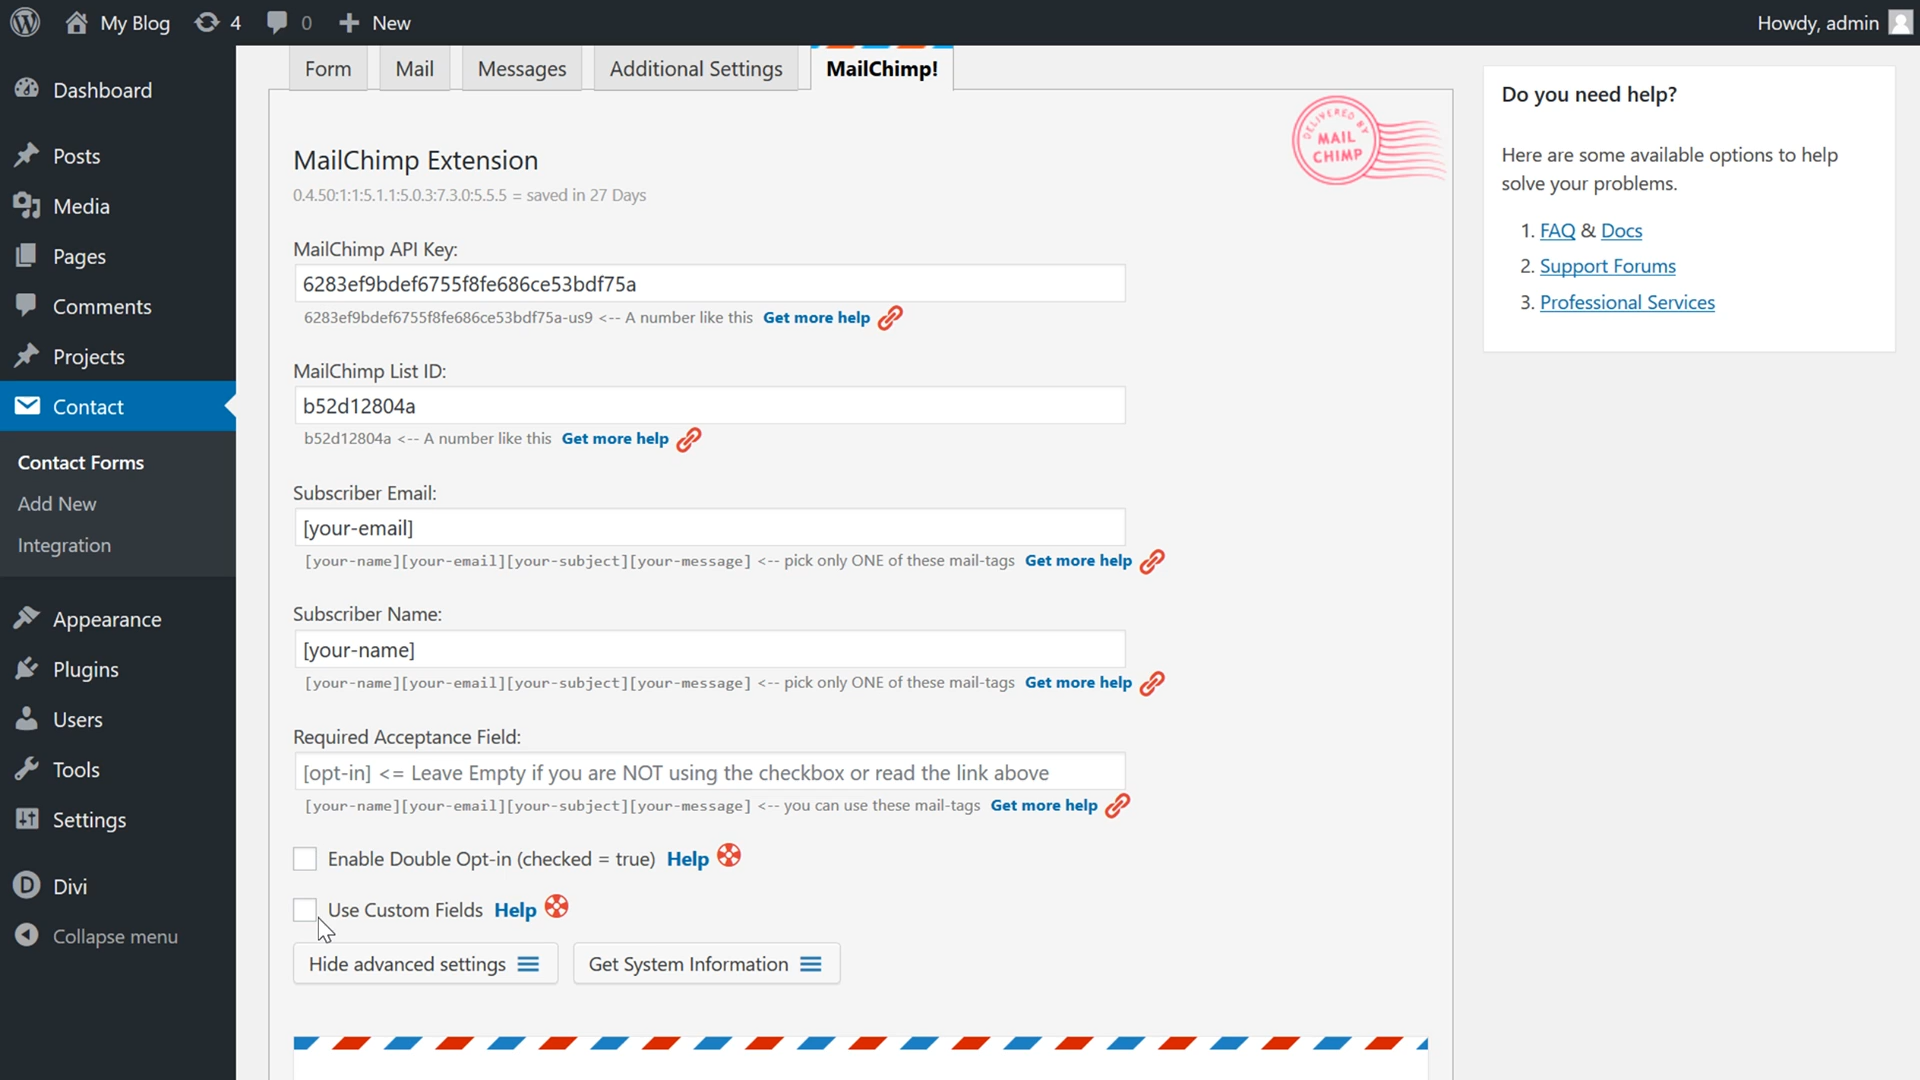 My Blog 4 0 New Howdy, admin
Dashboard
Posts
Media
Pages
Comments
Projects
Contact
Contact Forms
Add New
Integration
Appearance
Plugins
Users
Tools
Settings
Divi
Collapse menu
Form Mail Messages Additional Settings MailChimp!
DELIVERED BY
MAIL
CHIMP
MailChimp Extension
0.4.50:1:1:5.1.1:5.0.3:7.3.0:5.5.5 = saved in 27 Days
MailChimp API Key:
6283ef9bdef6755f8fe686ce53bdf75a
6283ef9bdef6755f8fe686ce53bdf75a-us9 <-- A number like this Get more help
MailChimp List ID:
b52d12804a
b52d12804a <-- A number like this Get more help
Subscriber Email:
[your-email]
[your-name][your-email][your-subject][your-message] <-- pick only ONE of these mail-tags Get more help
Subscriber Name:
[your-name]
[your-name][your-email][your-subject][your-message] <-- pick only ONE of these mail-tags Get more help
Required Acceptance Field:
[opt-in] <= Leave Empty if you are NOT using the checkbox or read the link above
[your-name][your-email][your-subject][your-message] <-- you can use these mail-tags Get more help
Enable Double Opt-in (checked = true) Help
Use Custom Fields Help
Hide advanced settings Get System Information
Do you need help?
Here are some available options to help
solve your problems.
1. FAQ & Docs
2. Support Forums
3. Professional Services